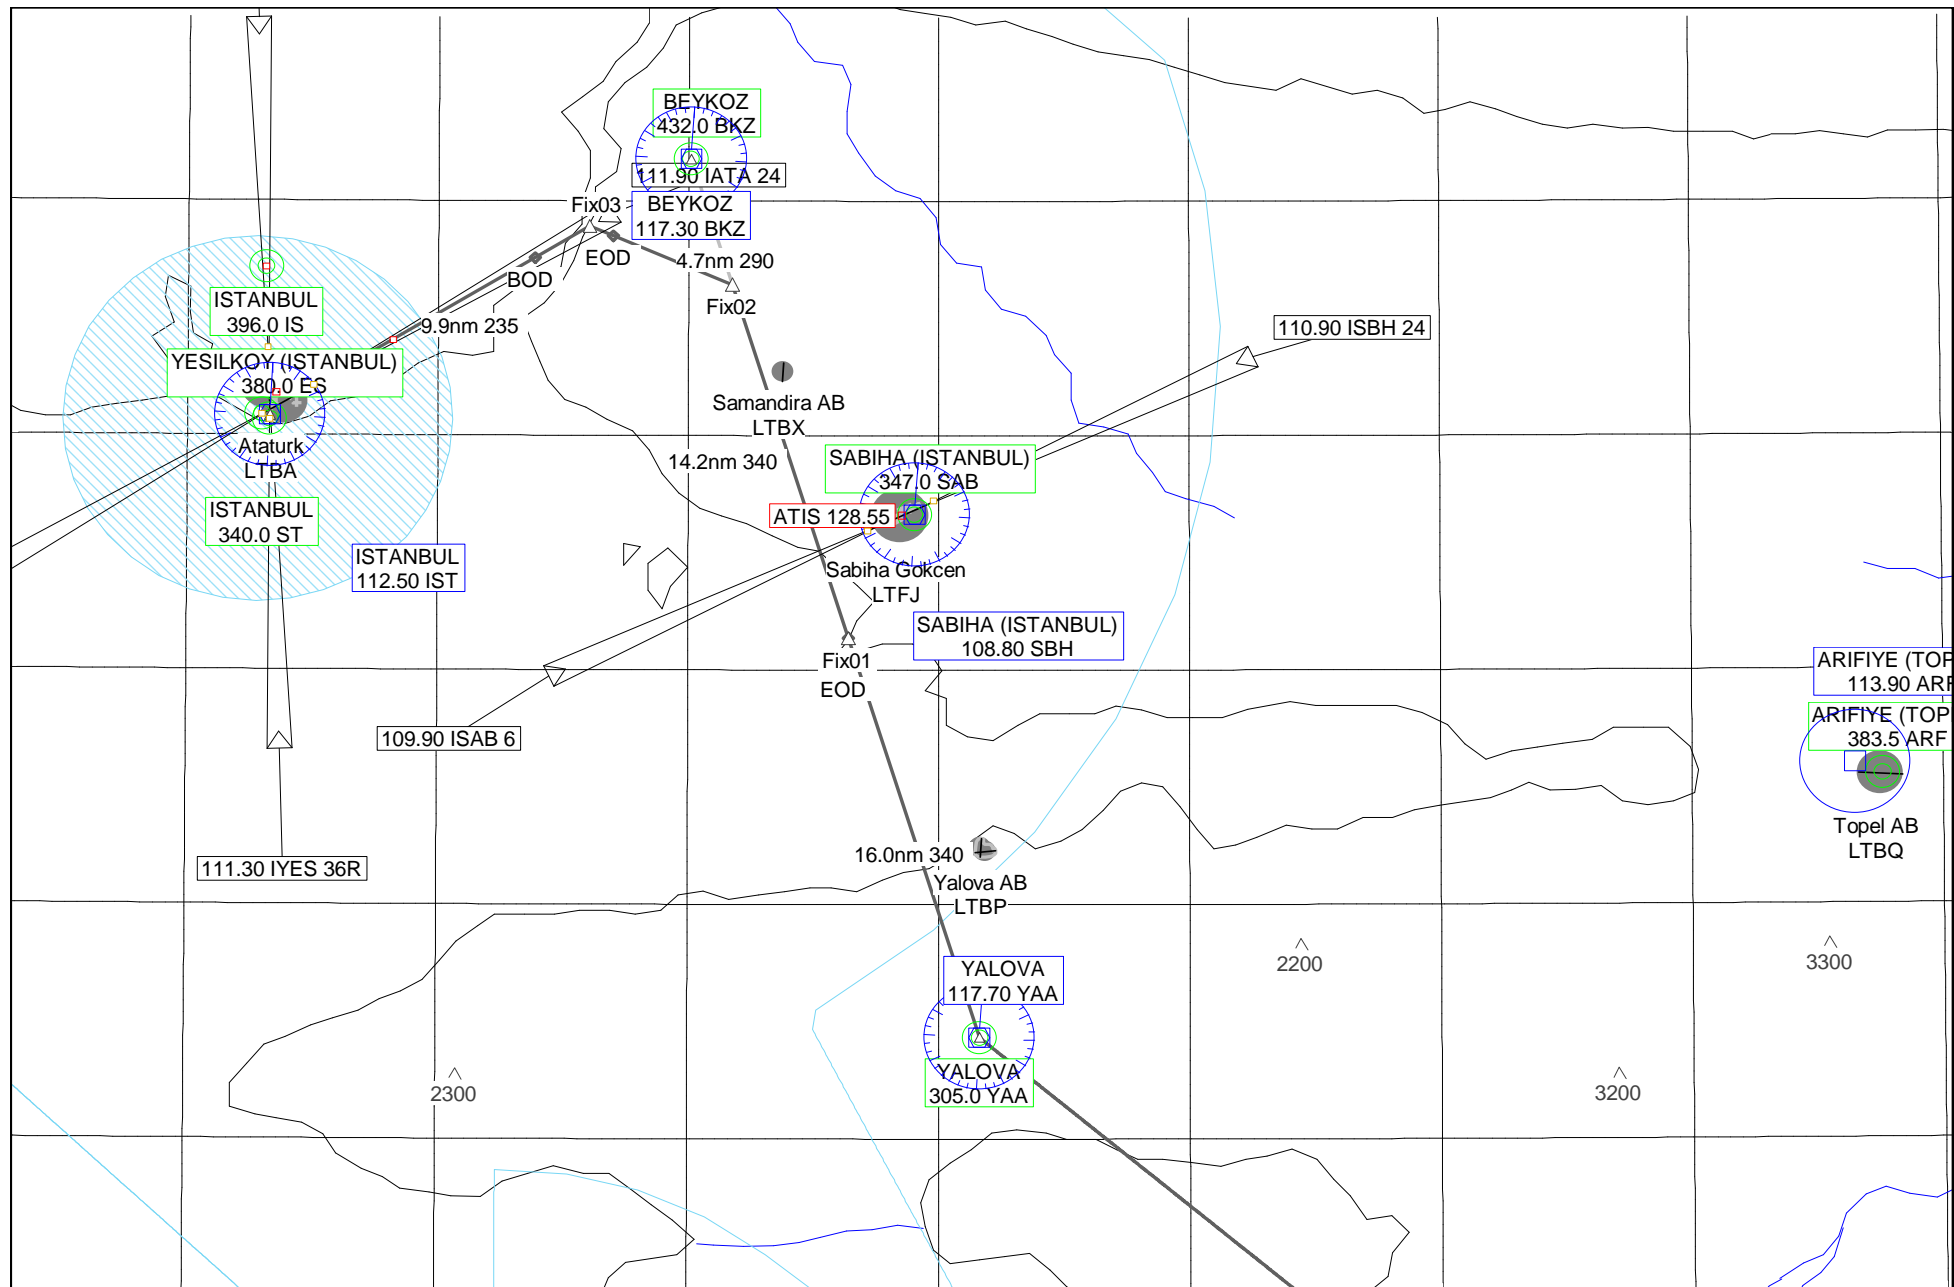 BEYKOZ
432.0 BKZ
111.90 IATA 24
Fix03
BEYKOZ
117.30 BKZ
EOD
4.7nm 290
BOD
Fix02
ISTANBUL
396.0 IS
9.9nm 235
110.90 ISBH 24
YESILKOY (ISTANBUL)
380.0 ES
Samandira AB
LTBX
Ataturk
LTBA
14.2nm 340
SABIHA (ISTANBUL)
347.0 SAB
ISTANBUL
340.0 ST
ATIS 128.55
ISTANBUL
112.50 IST
Sabiha Gokcen
LTFJ
SABIHA (ISTANBUL)
108.80 SBH
Fix01
EOD
ARIFIYE (TOP
113.90 ARF
109.90 ISAB 6
ARIFIYE (TOP
383.5 ARF
Topel AB
LTBQ
111.30 IYES 36R
16.0nm 340
Yalova AB
LTBP
2200
3300
YALOVA
117.70 YAA
YALOVA
305.0 YAA
2300
3200